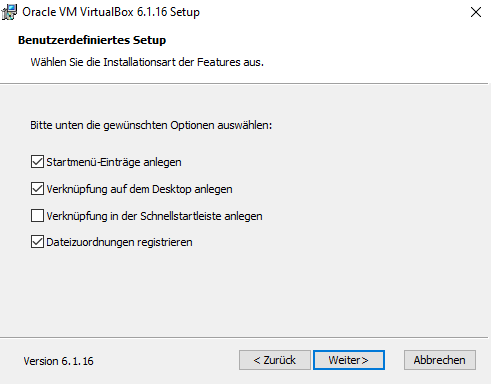 Oracle VM VirtualBox 6.1.16 Setup
Benutzerdefiniertes Setup
Wählen Sie die Installationsart der Features aus.
Bitte unten die gewünschten Optionen auswählen:
Startmenü-Einträge anlegen
Verknüpfung auf dem Desktop anlegen
Verknüpfung in der Schnellstartleiste anlegen
Dateizuordnungen registrieren
Version 6.1.16 < Zurück Weiter> Abbrechen